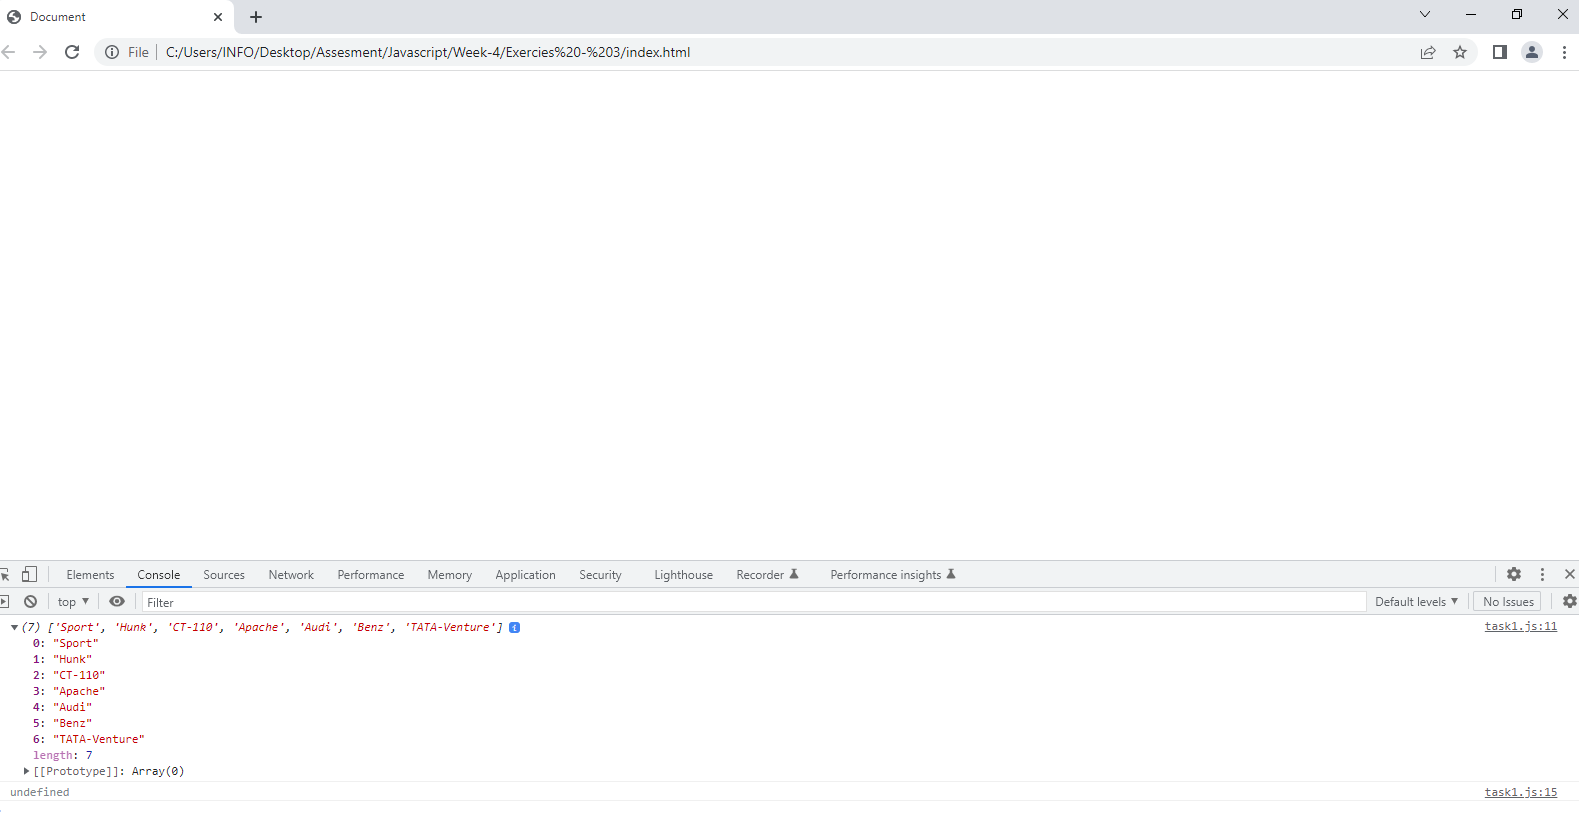 Document
File C:/Users/INFO/Desktop/Assesment/Javascript/Week-4/Exercies%20-%203/index.html
Elements Console Sources Network Performance Memory Application Security Lighthouse Recorder Performance insights
top Filter Default levels No Issues
(7) ['Sport', 'Hunk', 'CT-110', 'Apache', 'Audi', 'Benz', 'TATA-Venture'] i task1.js:11
0: "Sport"
1: "Hunk"
2: "CT-110"
3: "Apache"
4: "Audi"
5: "Benz"
6: "TATA-Venture"
length: 7
[[Prototype]]: Array(0)
undefined task1.js:15